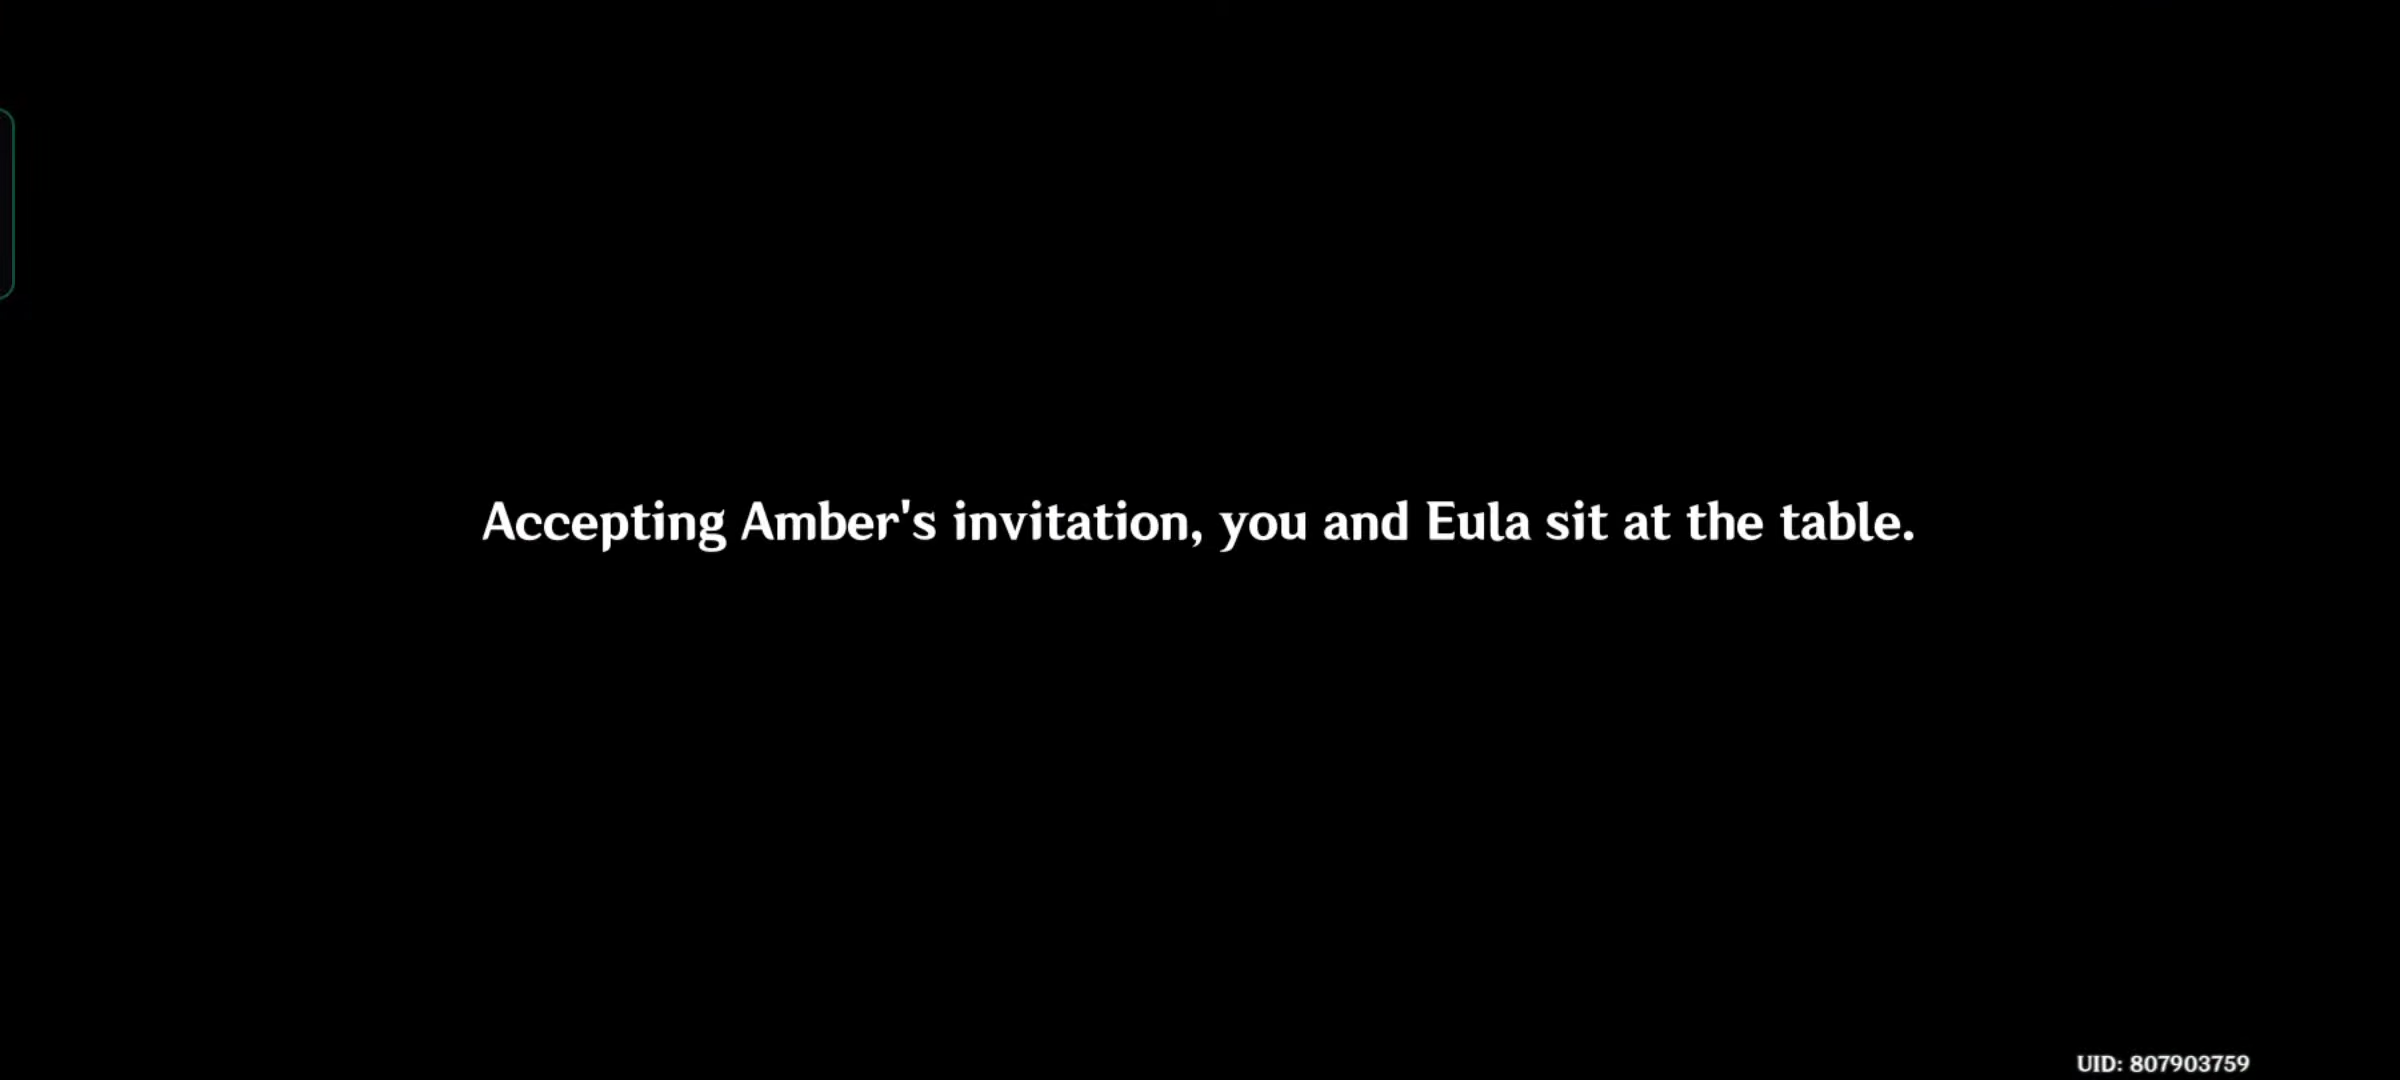 Accepting Amber's invitation, you and Eula sit at the table.
UID: 807903759